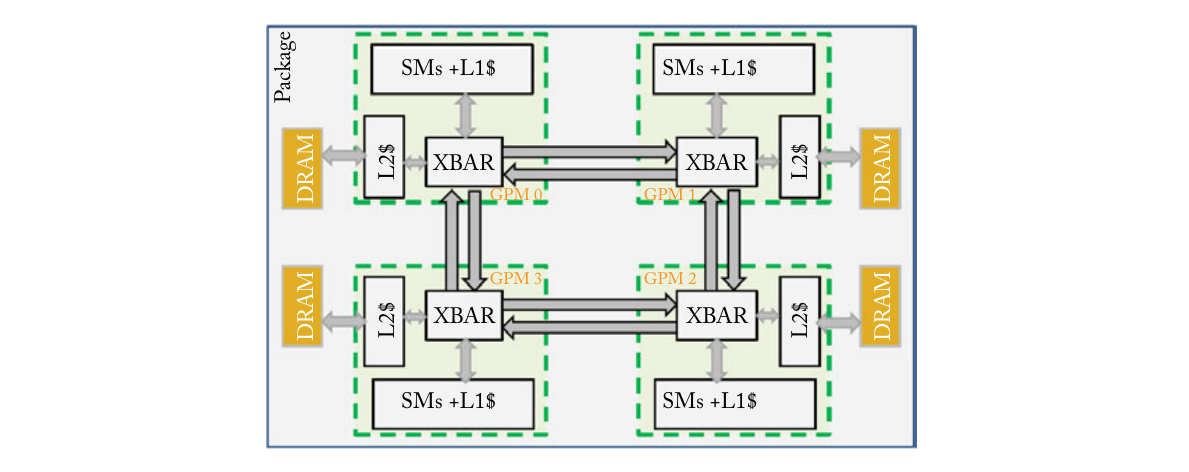 Package
SMs +L1$
SMs +L1$
DRAM
L2$
XBAR
XBAR
L2$
DRAM
GPM 0
GPM 1
GPM 3
GPM 2
DRAM
L2$
XBAR
XBAR
L2$
DRAM
SMs +L1$
SMs +L1$